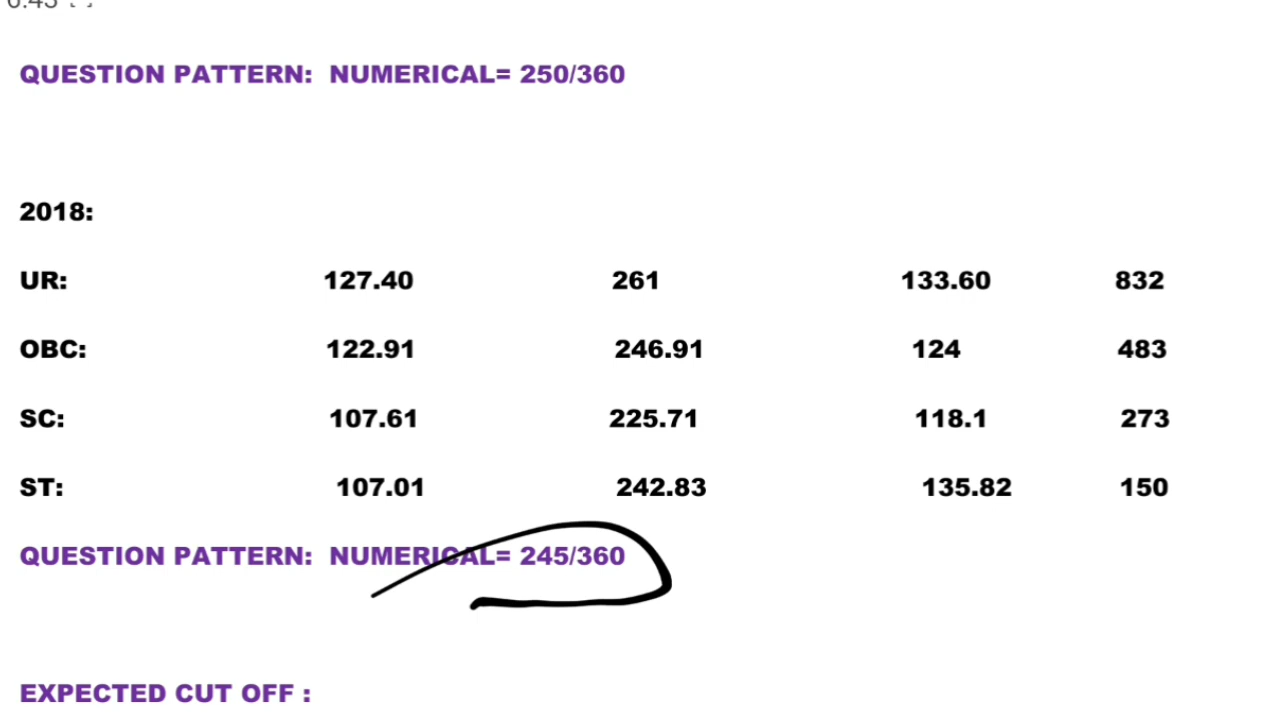 QUESTION PATTERN: NUMERICAL= 250/360
2018:
UR: 127.40 261 133.60 832
OBC: 122.91 246.91 124 483
SC: 107.61 225.71 118.1 273
ST: 107.01 242.83 135.82 150
QUESTION PATTERN: NUMERICAL= 245/360
EXPECTED CUT OFF :